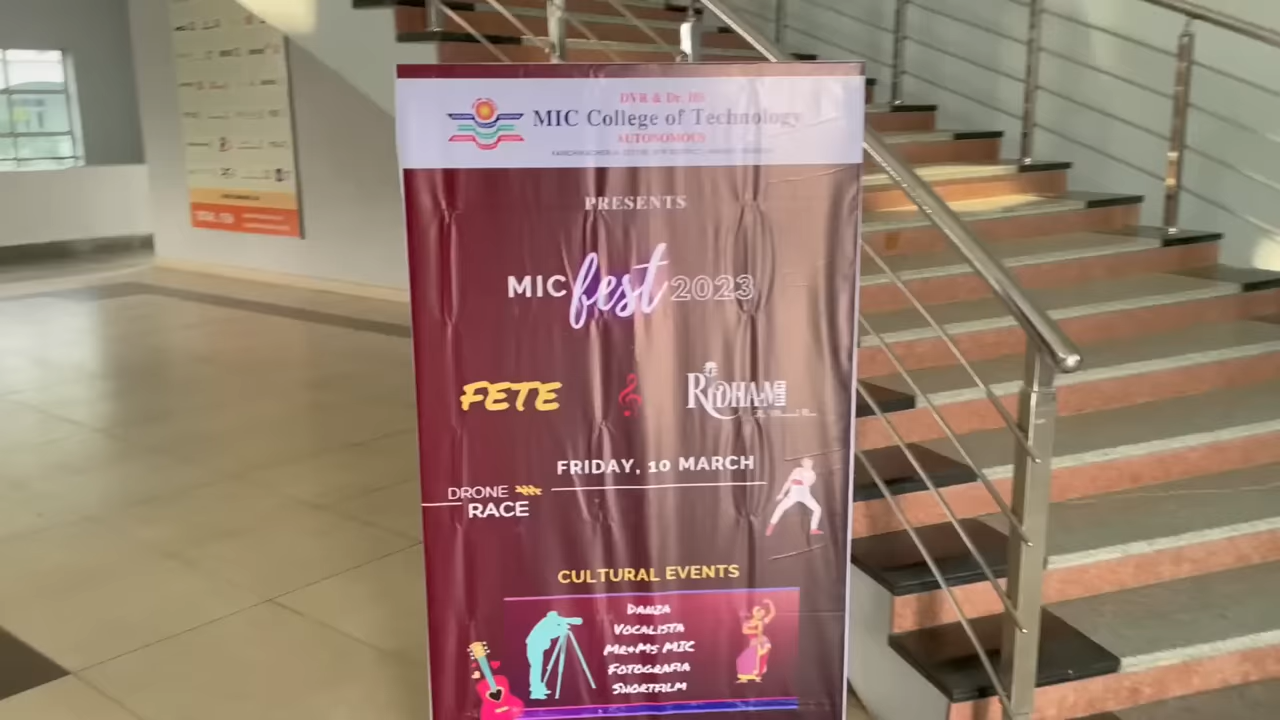 DVR & Dr. HS
MIC College of Technology
AUTONOMOUS
PRESENTS
MIC fest 2023
FETE
RIDHAM
FRIDAY, 10 MARCH
DRONE
RACE
CULTURAL EVENTS
DANZA
VOCALISTA
MR&MS MIC
FOTOGRAFIA
SHORTFILM